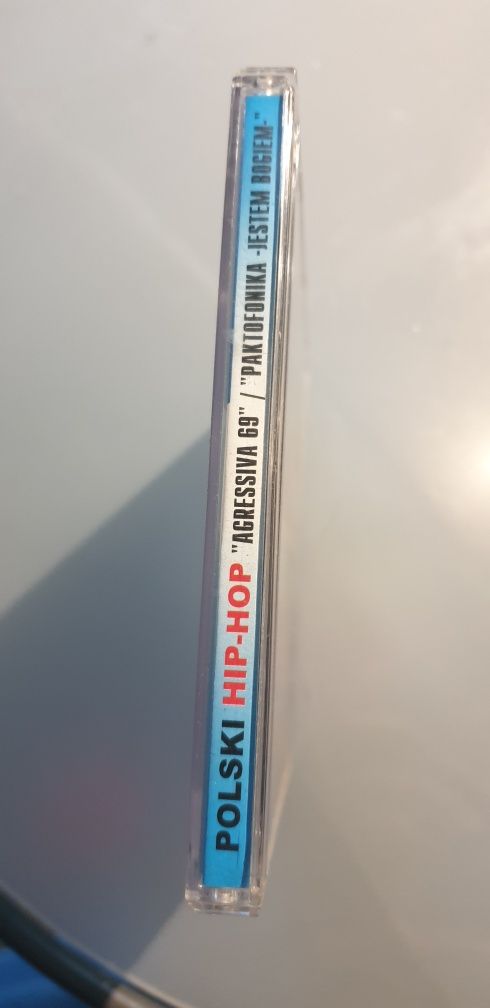 POLSKI HIP-HOP "AGRESSIVA 69" / "PAKTOFONIKA -JESTEM BOGIEM-"